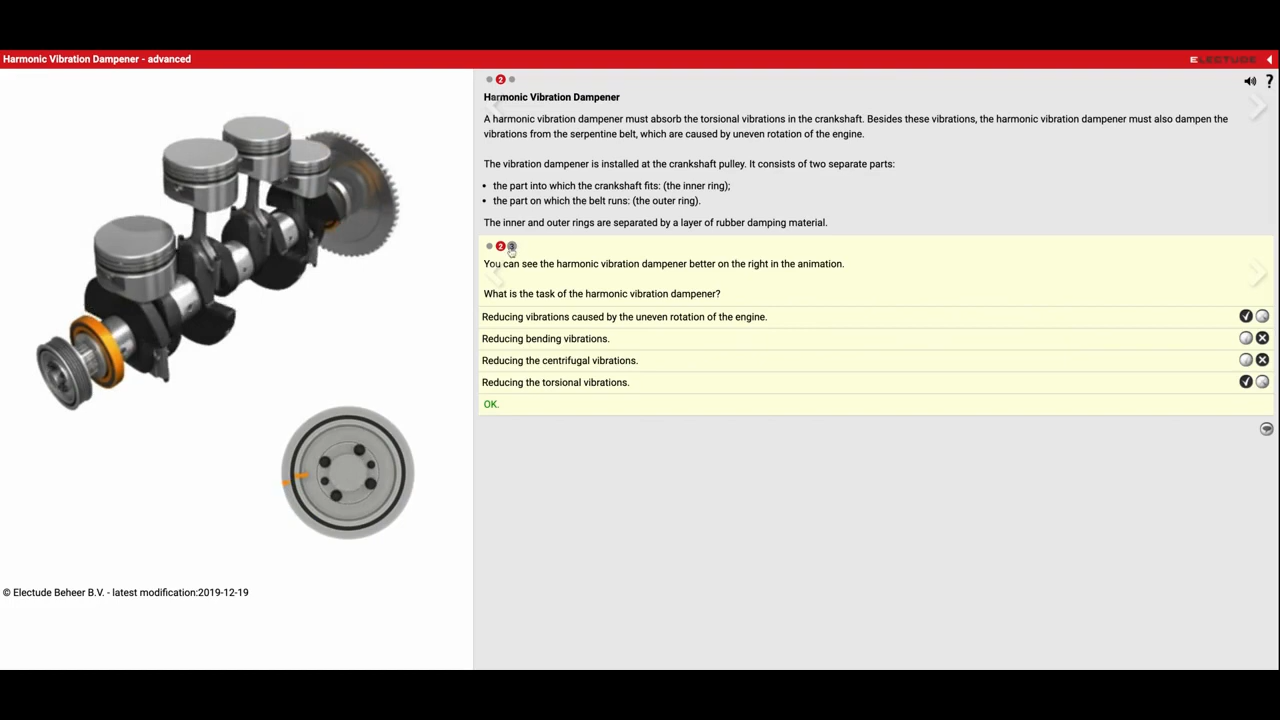 Harmonic Vibration Dampener - advanced
ELECTUDE
2
?
Harmonic Vibration Dampener
A harmonic vibration dampener must absorb the torsional vibrations in the crankshaft. Besides these vibrations, the harmonic vibration dampener must also dampen the
vibrations from the serpentine belt, which are caused by uneven rotation of the engine.
The vibration dampener is installed at the crankshaft pulley. It consists of two separate parts:
• the part into which the crankshaft fits: (the inner ring);
• the part on which the belt runs: (the outer ring).
The inner and outer rings are separated by a layer of rubber damping material.
2 3
You can see the harmonic vibration dampener better on the right in the animation.
What is the task of the harmonic vibration dampener?
Reducing vibrations caused by the uneven rotation of the engine.
Reducing bending vibrations.
Reducing the centrifugal vibrations.
Reducing the torsional vibrations.
OK.
© Electude Beheer B.V. - latest modification:2019-12-19